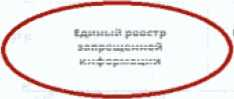 Единый реестр
запрещенной
информации